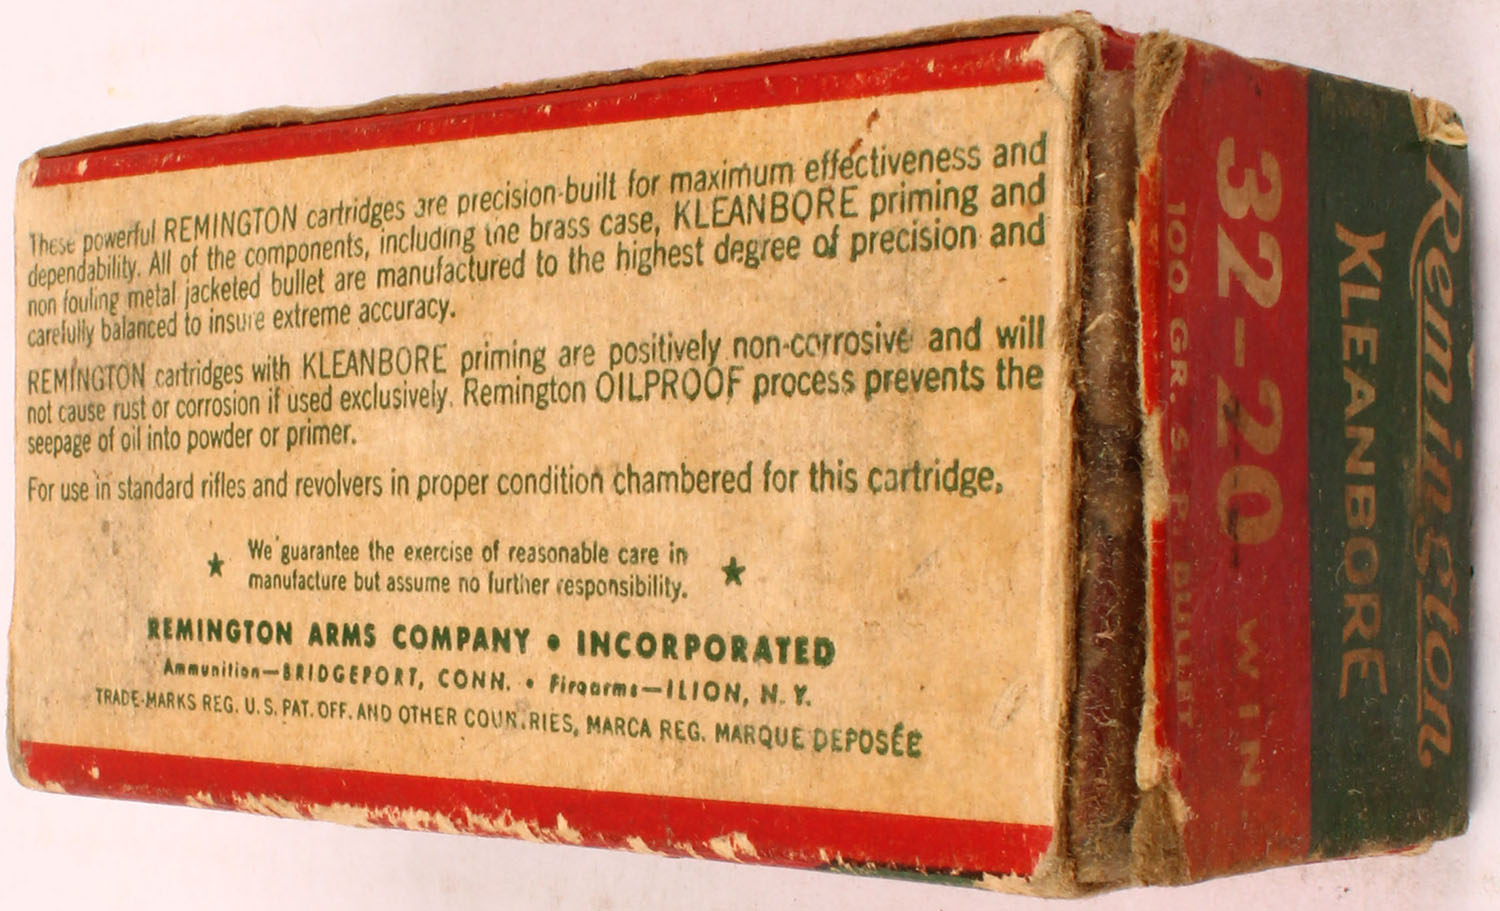 These powerful REMINGTON cartridges are precision-built for maximum effectiveness and
dependability. All of the components, including the brass case, KLEANBORE priming and
non fouling metal jacketed bullet are manufactured to the highest degree of precision and
carefully balanced to insure extreme accuracy.
REMINGTON cartridges with KLEANBORE priming are positively non-corrosive and will
not cause rust or corrosion if used exclusively. Remington OILPROOF process prevents the
seepage of oil into powder or primer.
For use in standard rifles and revolvers in proper condition chambered for this cartridge.
We guarantee the exercise of reasonable care in
manufacture but assume no further responsibility.
REMINGTON ARMS COMPANY • INCORPORATED
Ammunition—BRIDGEPORT, CONN. • Firearms—ILION, N. Y.
TRADE-MARKS REG. U. S. PAT. OFF. AND OTHER COUNTRIES, MARCA REG. MARQUE DEPOSÉE
Remington
KLEANBORE
32-20 WIN
100 GR. S.P. BULLET